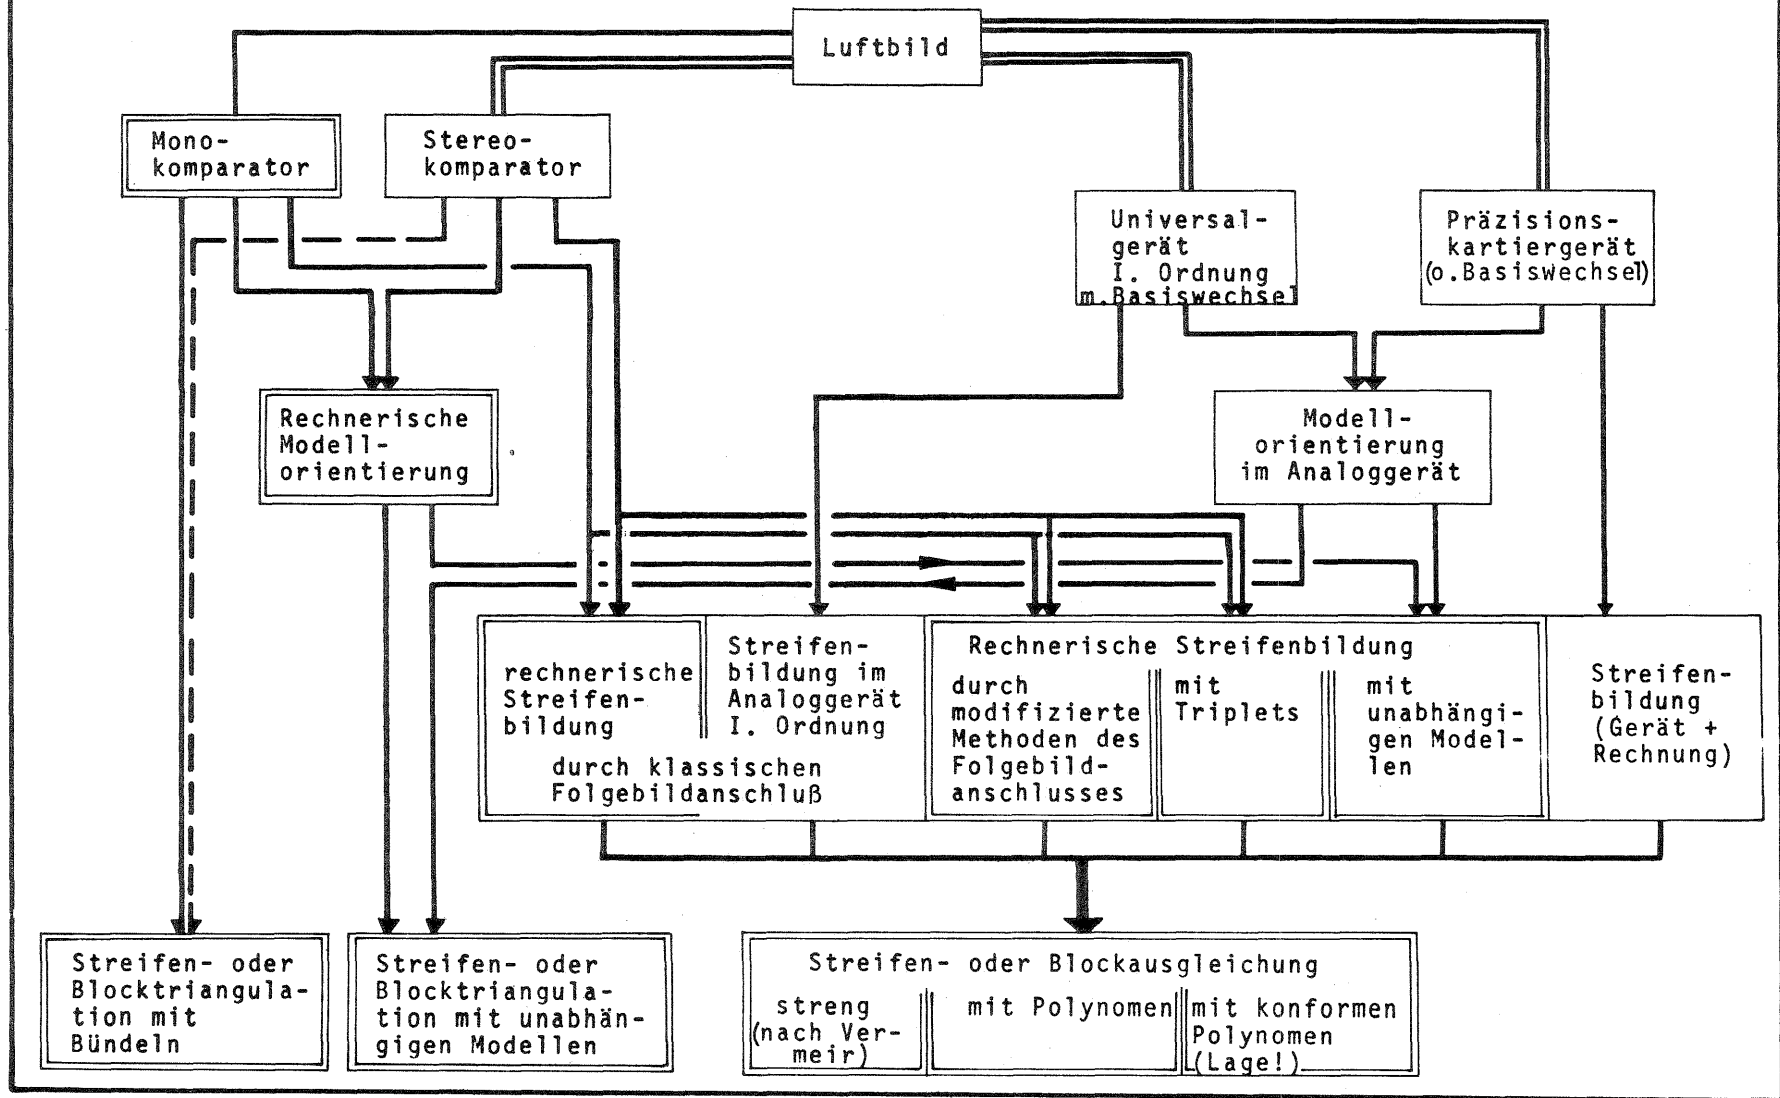 Luftbild
Mono-
komparator
Stereo-
komparator
Universal-
gerät
I. Ordnung
m.Basiswechsel
Präzisions-
kartiergerät
(o.Basiswechsel)
Rechnerische
Modell-
orientierung
Modell-
orientierung
im Analoggerät
rechnerische
Streifen-
bildung
Streifen-
bildung im
Analoggerät
I. Ordnung
durch klassischen
Folgebildanschluß
Rechnerische Streifenbildung
durch
modifizierte
Methoden des
Folgebild-
anschlusses
mit
Triplets
mit
unabhängi-
gen Model-
len
Streifen-
bildung
(Gerät +
Rechnung)
Streifen- oder
Blocktriangula-
tion mit
Bündeln
Streifen- oder
Blocktriangula-
tion mit unabhän-
gigen Modellen
Streifen- oder Blockausgleichung
streng
(nach Ver-
meir)
mit Polynomen
mit konformen
Polynomen
(Lage!)